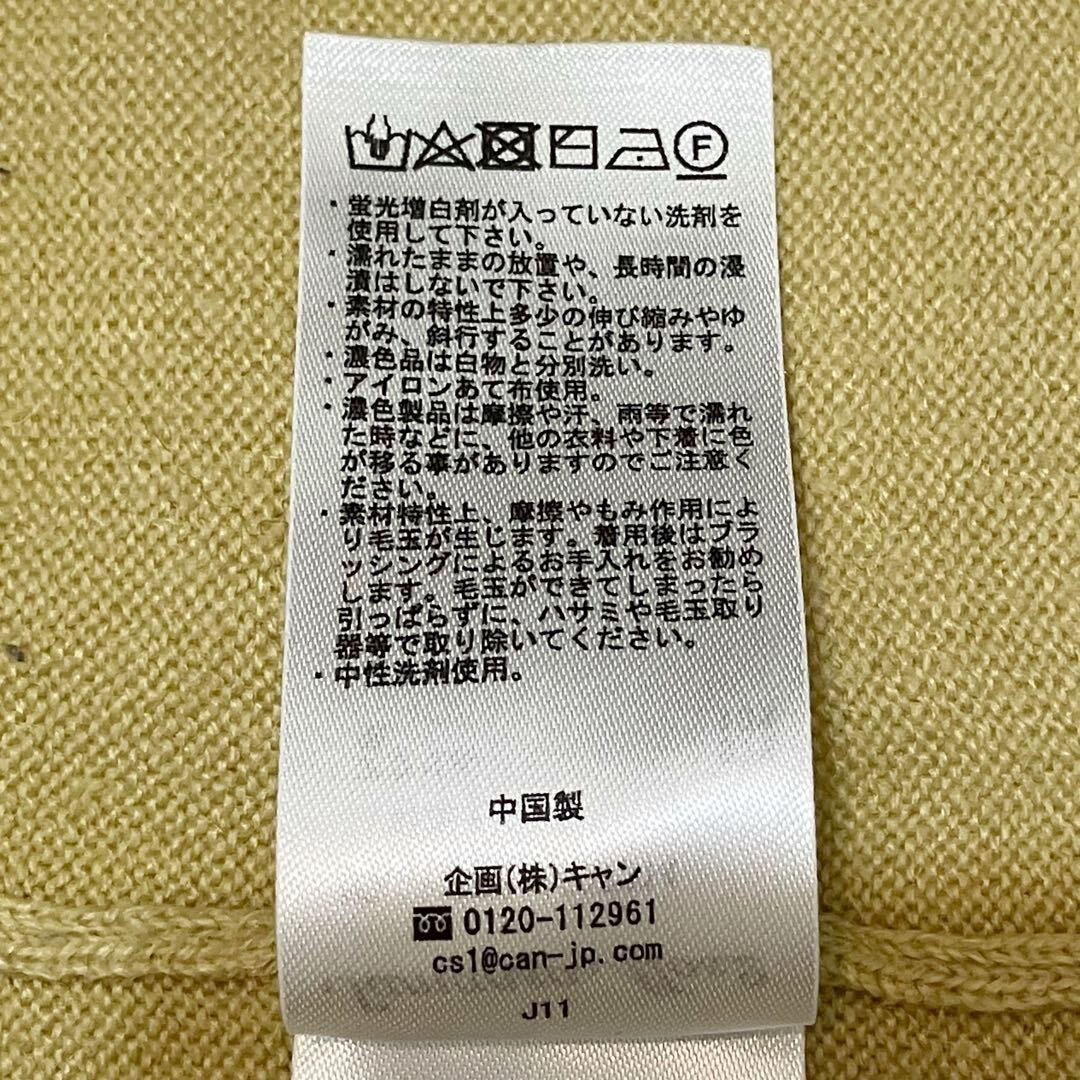 F
・蛍光増白剤が入っていない洗剤を
使用して下さい。
・濡れたままの放置や、長時間の浸
漬はしないで下さい。
・素材の特性上多少の伸び縮みやゆ
がみ、斜行することがあります。
・濃色品は白物と分別洗い。
・アイロンあて布使用。
・濃色製品は摩擦や汗、雨等で濡れ
た時などに、他の衣料や下着に色
が移る事がありますのでご注意く
ださい。
・素材特性上、摩擦やもみ作用によ
り毛玉が生じます。着用後はブラ
ッシングによるお手入れをお勧め
します。毛玉ができてしまったら
引っぱらずに、ハサミや毛玉取り
器等で取り除いてください。
・中性洗剤使用。
中国製
企画(株)キャン
0120-112961
cs1@can-jp.com
J11